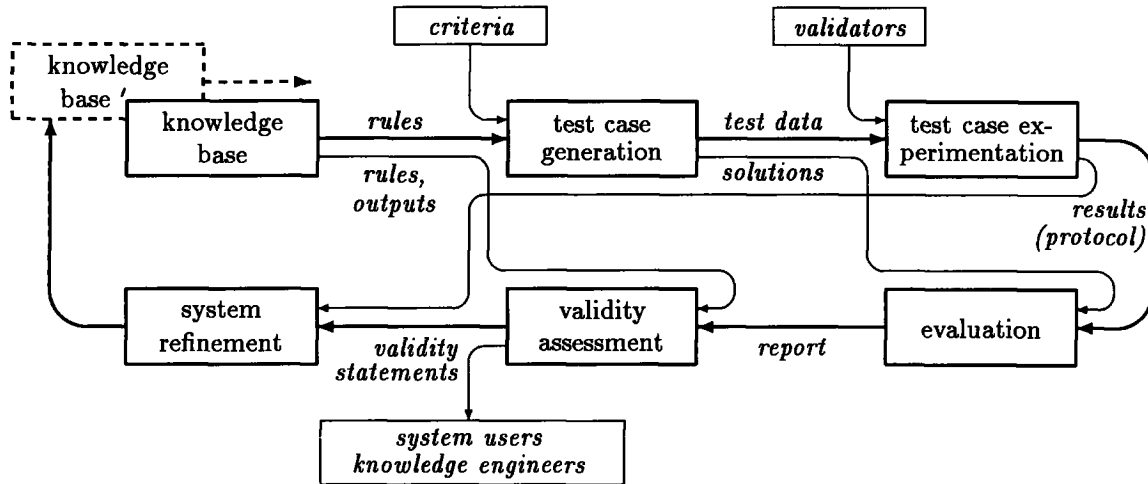 criteria
validators
knowledge
base ′
knowledge
base
rules
test case
generation
test data
test case ex-
perimentation
rules,
outputs
solutions
results
(protocol)
system
refinement
validity
statements
validity
assessment
report
evaluation
system users
knowledge engineers